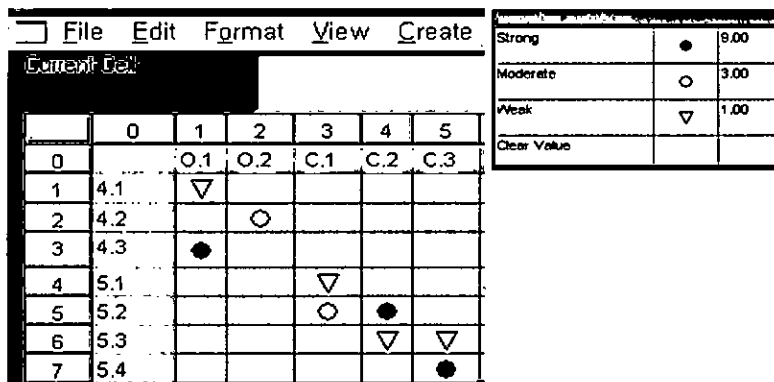 File Edit Format View Create
Current Cell
0 1 2 3 4 5
0 O.1 O.2 C.1 C.2 C.3
1 4.1
2 4.2
3 4.3
4 5.1
5 5.2
6 5.3
7 5.4
Strong 9.00
Moderate 3.00
Weak 1.00
Clear Value